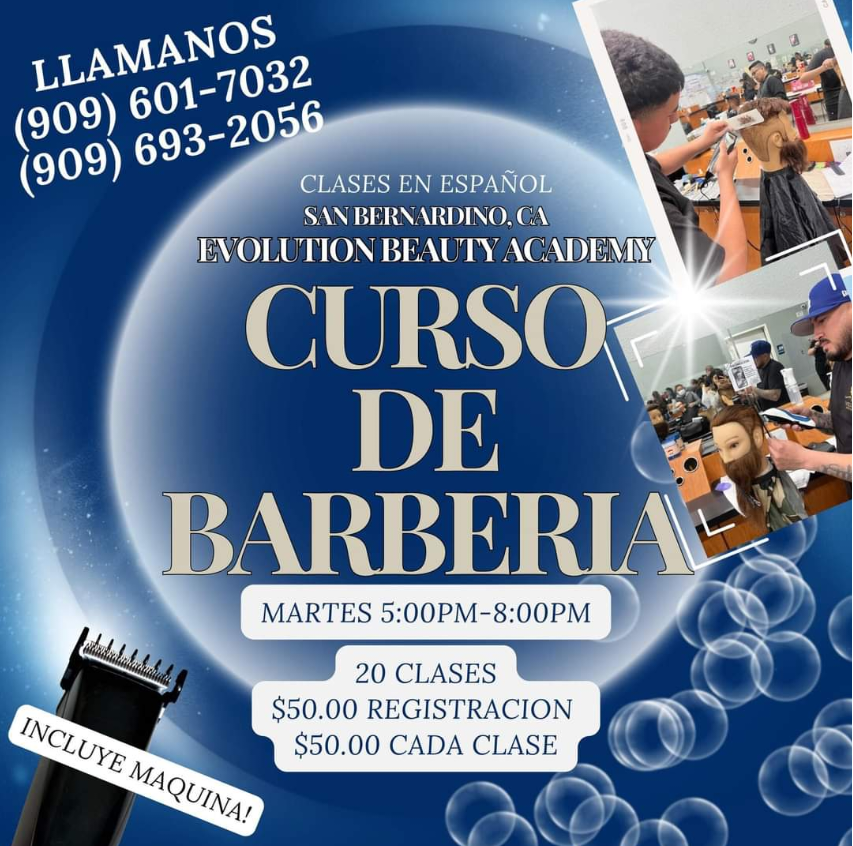 LLAMANOS
(909) 601-7032
(909) 693-2056
CLASES EN ESPAÑOL
SAN BERNARDINO, CA
EVOLUTION BEAUTY ACADEMY
CURSO
DE
BARBERIA
MARTES 5:00PM-8:00PM
20 CLASES
$50.00 REGISTRACION
$50.00 CADA CLASE
INCLUYE MAQUINA!